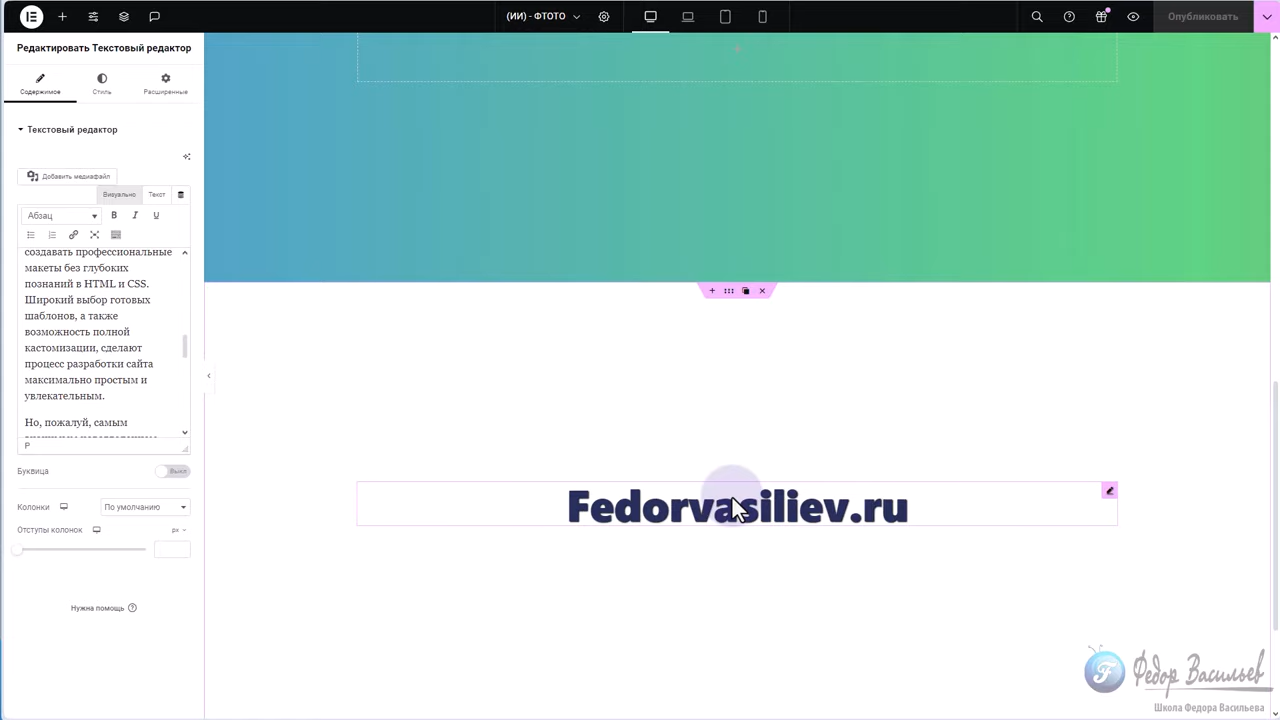 (ИИ) - ФТОТО
Опубликовать
Редактировать Текстовый редактор
Содержимое
Стиль
Расширенные
Текстовый редактор
Добавить медиафайл
Визуально
Текст
Абзац
B I U
создавать профессиональные
макеты без глубоких
познаний в HTML и CSS.
Широкий выбор готовых
шаблонов, а также
возможность полной
кастомизации, сделают
процесс разработки сайта
максимально простым и
увлекательным.
Но, пожалуй, самым
P
Буквица
Выкл
Колонки
По умолчанию
Отступы колонок
px
Нужна помощь
Fedorvasiliev.ru
Федор Васильев
Школа Федора Васильева